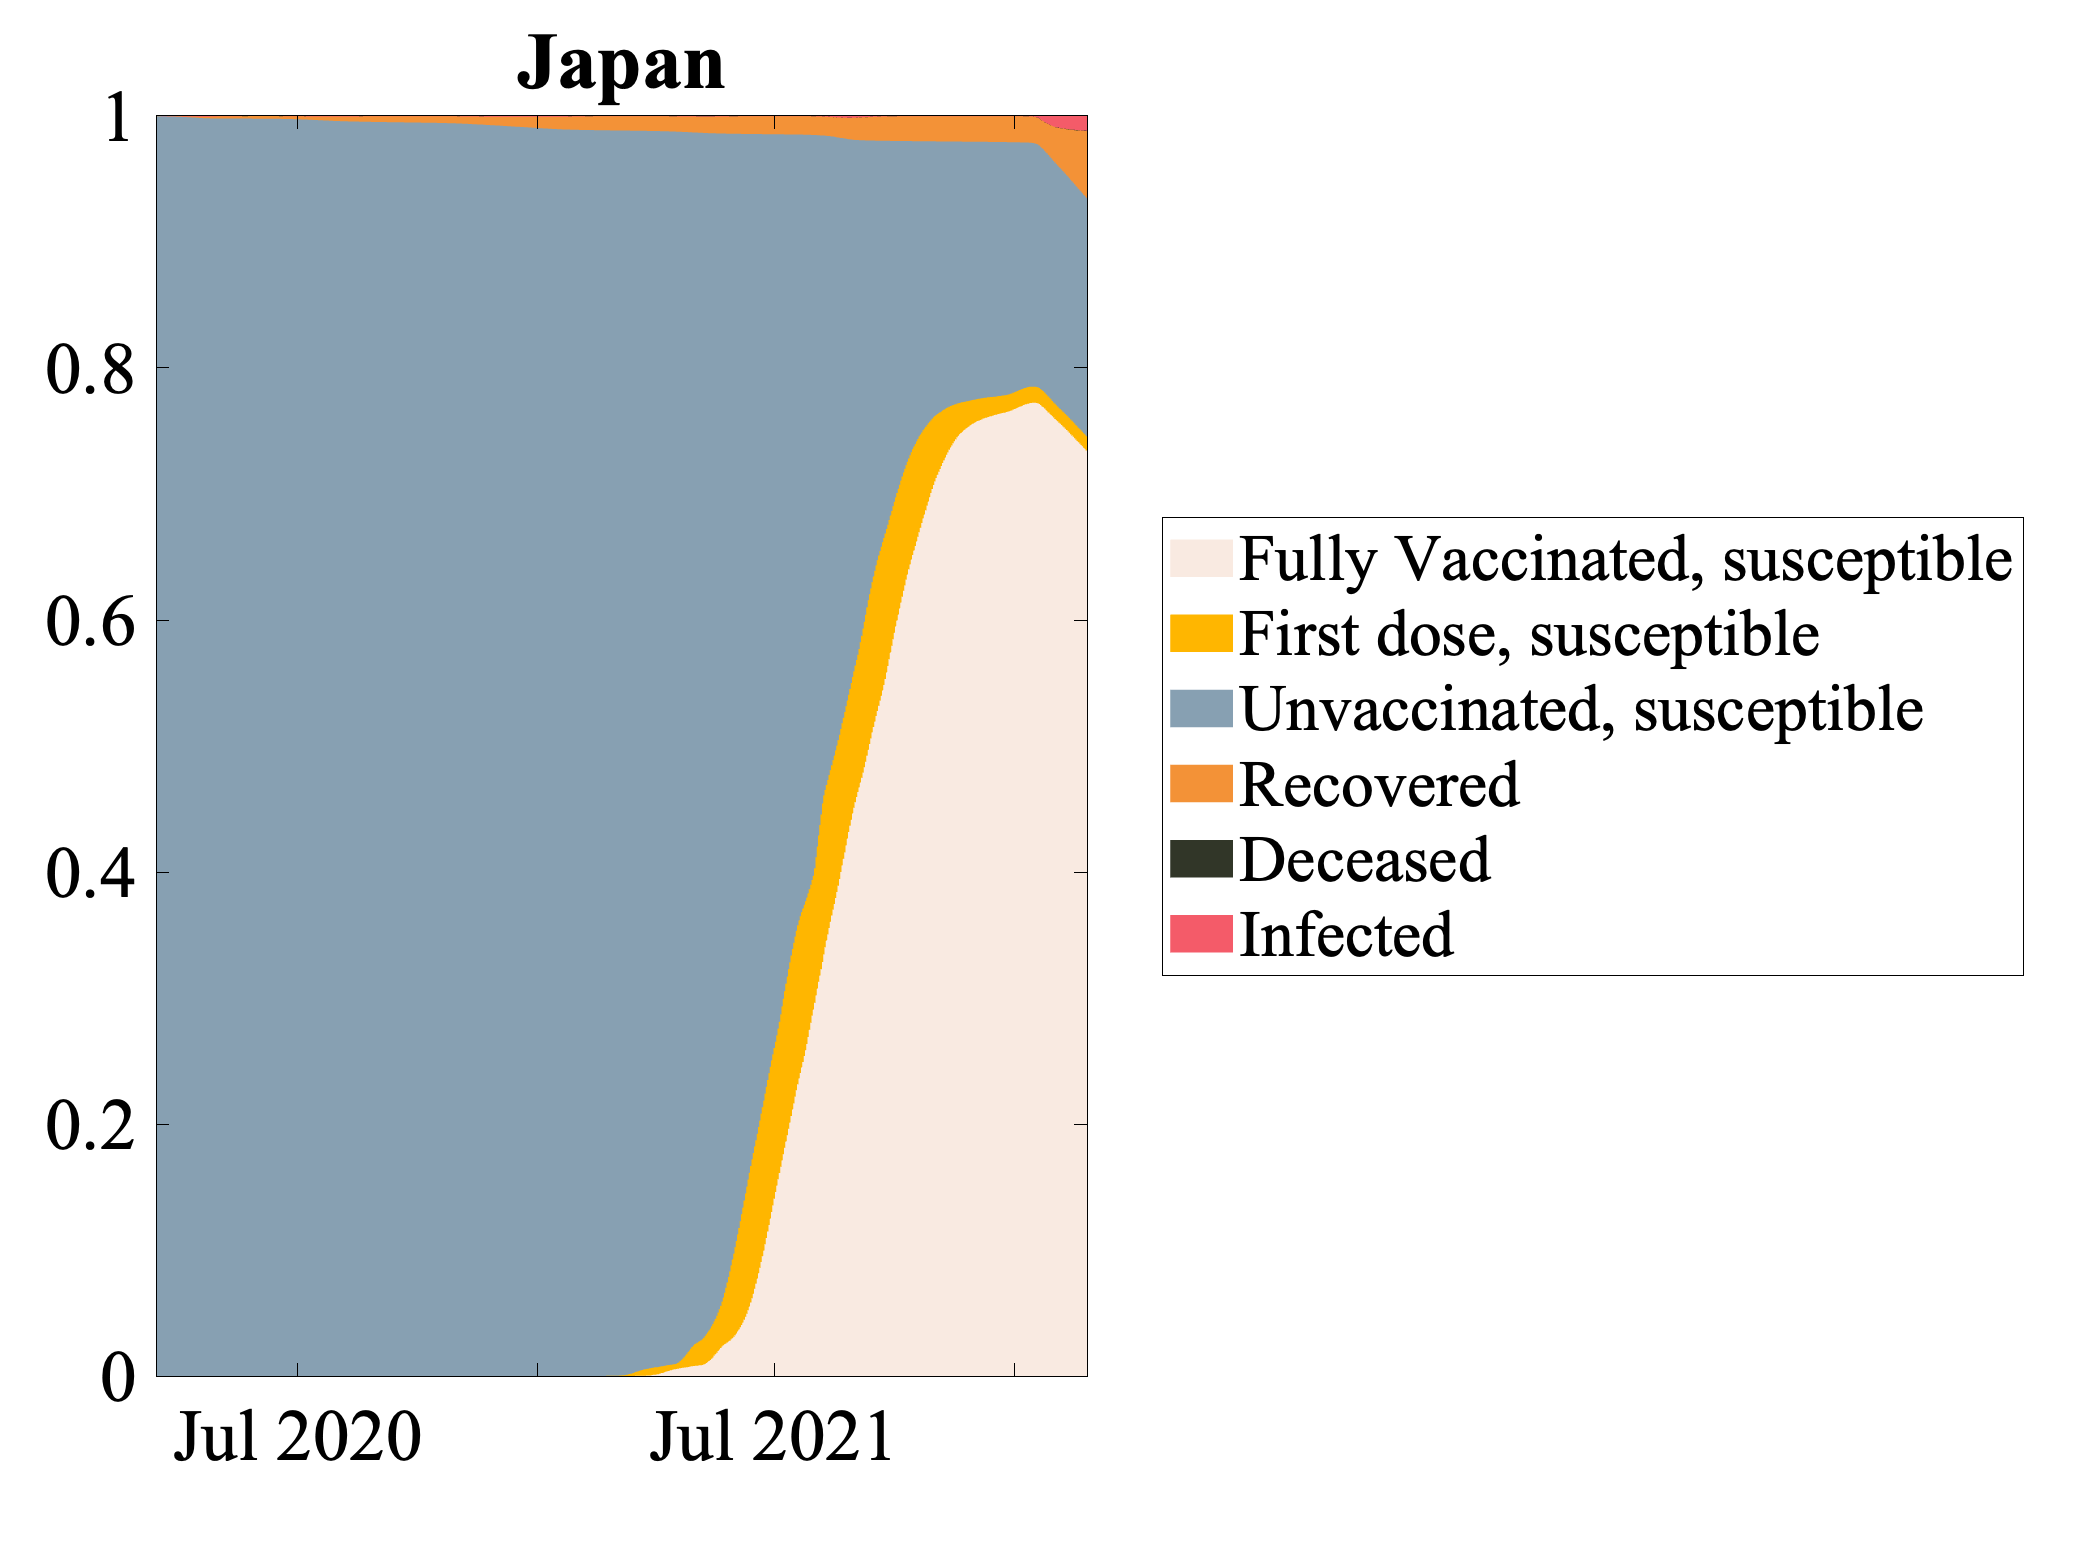 Japan
1
0.8
0.6
0.4
0.2
0
Jul 2020
Jul 2021
Fully Vaccinated, susceptible
First dose, susceptible
Unvaccinated, susceptible
Recovered
Deceased
Infected